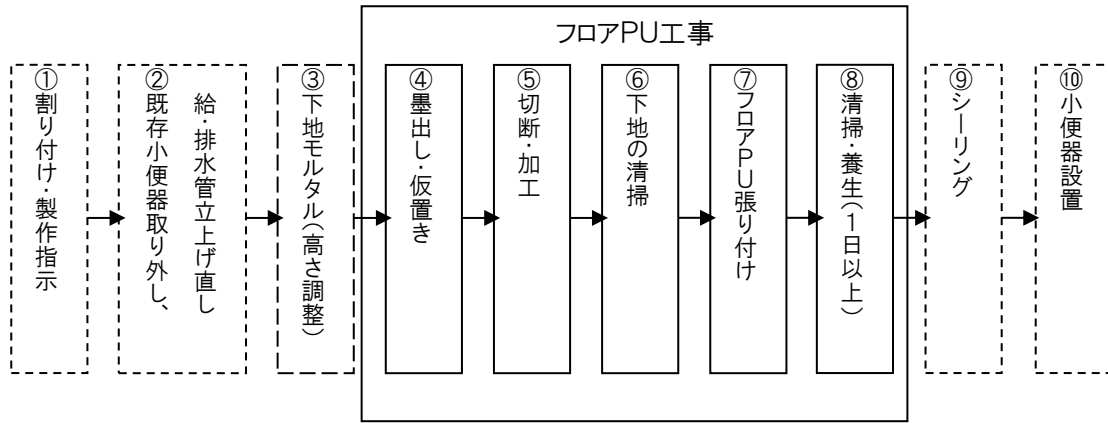 フロアPU工事
①割り付け・製作指示
②既存小便器取り外し、
給・排水管立上げ直し
③下地モルタル(高さ調整)
④墨出し・仮置き
⑤切断・加工
⑥下地の清掃
⑦フロアPU張り付け
⑧清掃・養生(1日以上)
⑨シーリング
⑩小便器設置